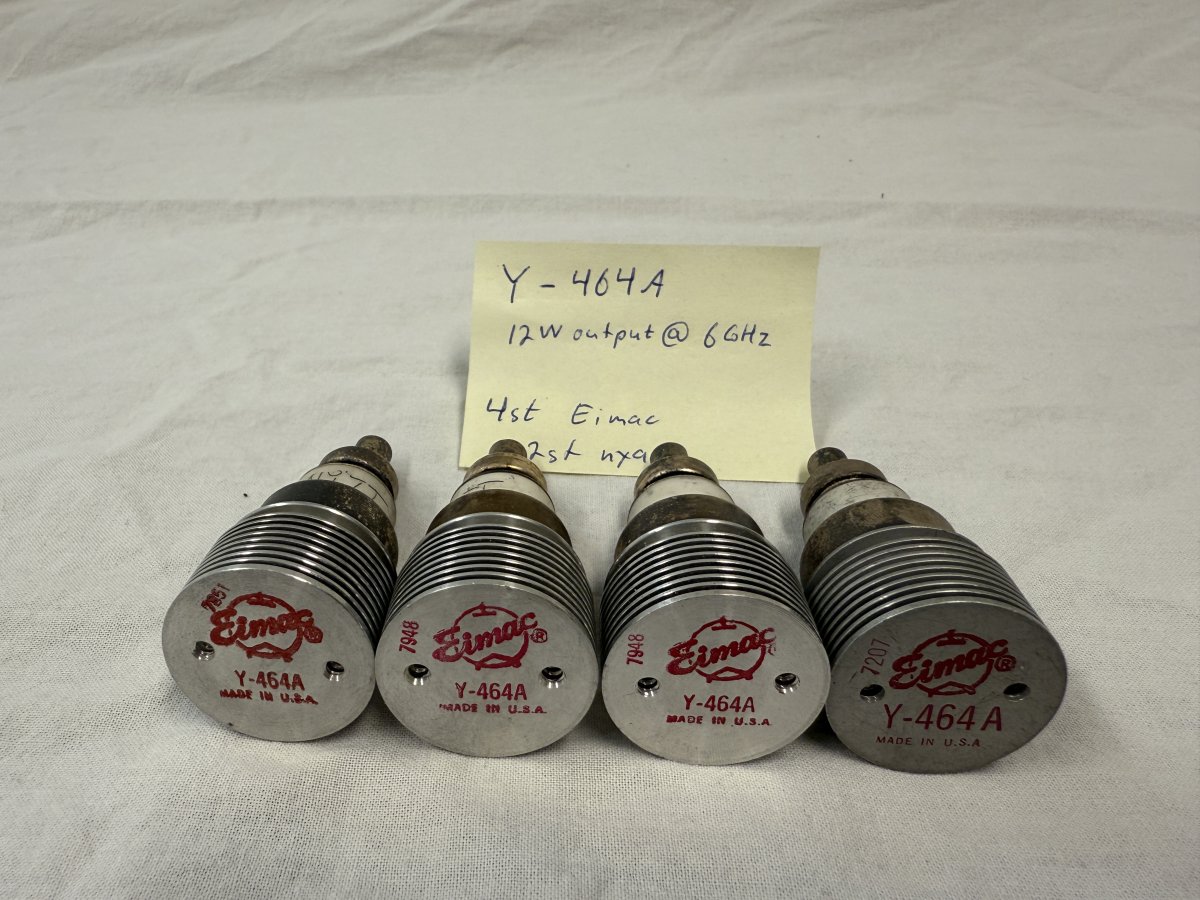 Y-464A
12W output @ 6GHz
4st Eimac
2st nya
7951
Eimac®
Y-464A
MADE IN U.S.A.
7948
Eimac®
Y-464A
MADE IN U.S.A.
7948
Eimac
Y-464A
MADE IN U.S.A.
7207
Eimac®
Y-464A
MADE IN U.S.A